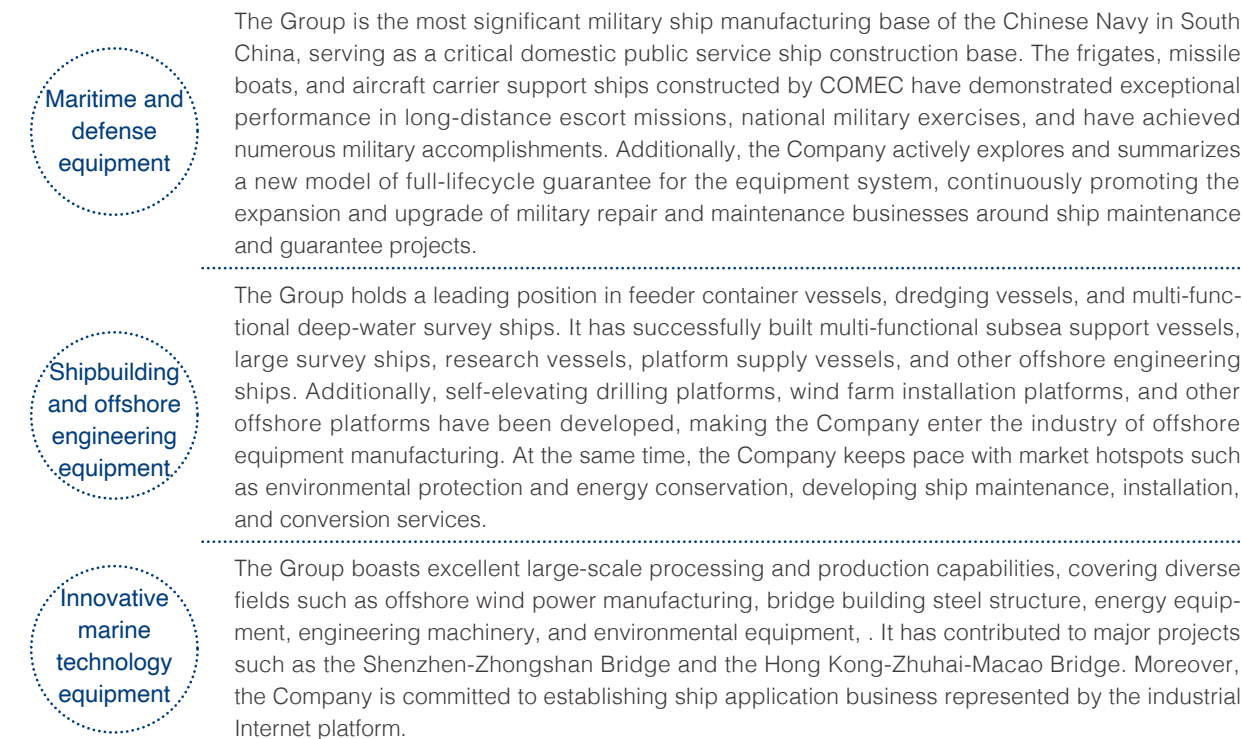 Maritime and
defense
equipment
The Group is the most significant military ship manufacturing base of the Chinese Navy in South
China, serving as a critical domestic public service ship construction base. The frigates, missile
boats, and aircraft carrier support ships constructed by COMEC have demonstrated exceptional
performance in long-distance escort missions, national military exercises, and have achieved
numerous military accomplishments. Additionally, the Company actively explores and summarizes
a new model of full-lifecycle guarantee for the equipment system, continuously promoting the
expansion and upgrade of military repair and maintenance businesses around ship maintenance
and guarantee projects.
Shipbuilding
and offshore
engineering
equipment
The Group holds a leading position in feeder container vessels, dredging vessels, and multi-func-
tional deep-water survey ships. It has successfully built multi-functional subsea support vessels,
large survey ships, research vessels, platform supply vessels, and other offshore engineering
ships. Additionally, self-elevating drilling platforms, wind farm installation platforms, and other
offshore platforms have been developed, making the Company enter the industry of offshore
equipment manufacturing. At the same time, the Company keeps pace with market hotspots such
as environmental protection and energy conservation, developing ship maintenance, installation,
and conversion services.
Innovative
marine
technology
equipment
The Group boasts excellent large-scale processing and production capabilities, covering diverse
fields such as offshore wind power manufacturing, bridge building steel structure, energy equip-
ment, engineering machinery, and environmental equipment, . It has contributed to major projects
such as the Shenzhen-Zhongshan Bridge and the Hong Kong-Zhuhai-Macao Bridge. Moreover,
the Company is committed to establishing ship application business represented by the industrial
Internet platform.